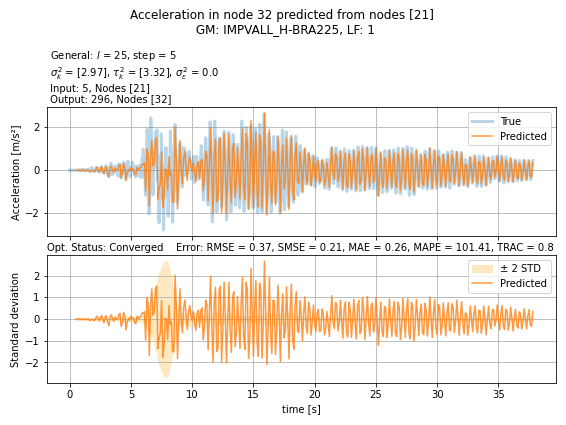 Acceleration in node 32 predicted from nodes [21]
GM: IMPVALL_H-BRA225, LF: 1
General: l = 25, step = 5
σ²ₖ = [2.97], τ²ₖ = [3.32], σ²ε = 0.0
Input: 5, Nodes [21]
Output: 296, Nodes [32]
Acceleration [m/s²]
2
0
−2
True
Predicted
Opt. Status: Converged Error: RMSE = 0.37, SMSE = 0.21, MAE = 0.26, MAPE = 101.41, TRAC = 0.8
Standard deviation
2
1
0
−1
−2
± 2 STD
Predicted
0 5 10 15 20 25 30 35
time [s]